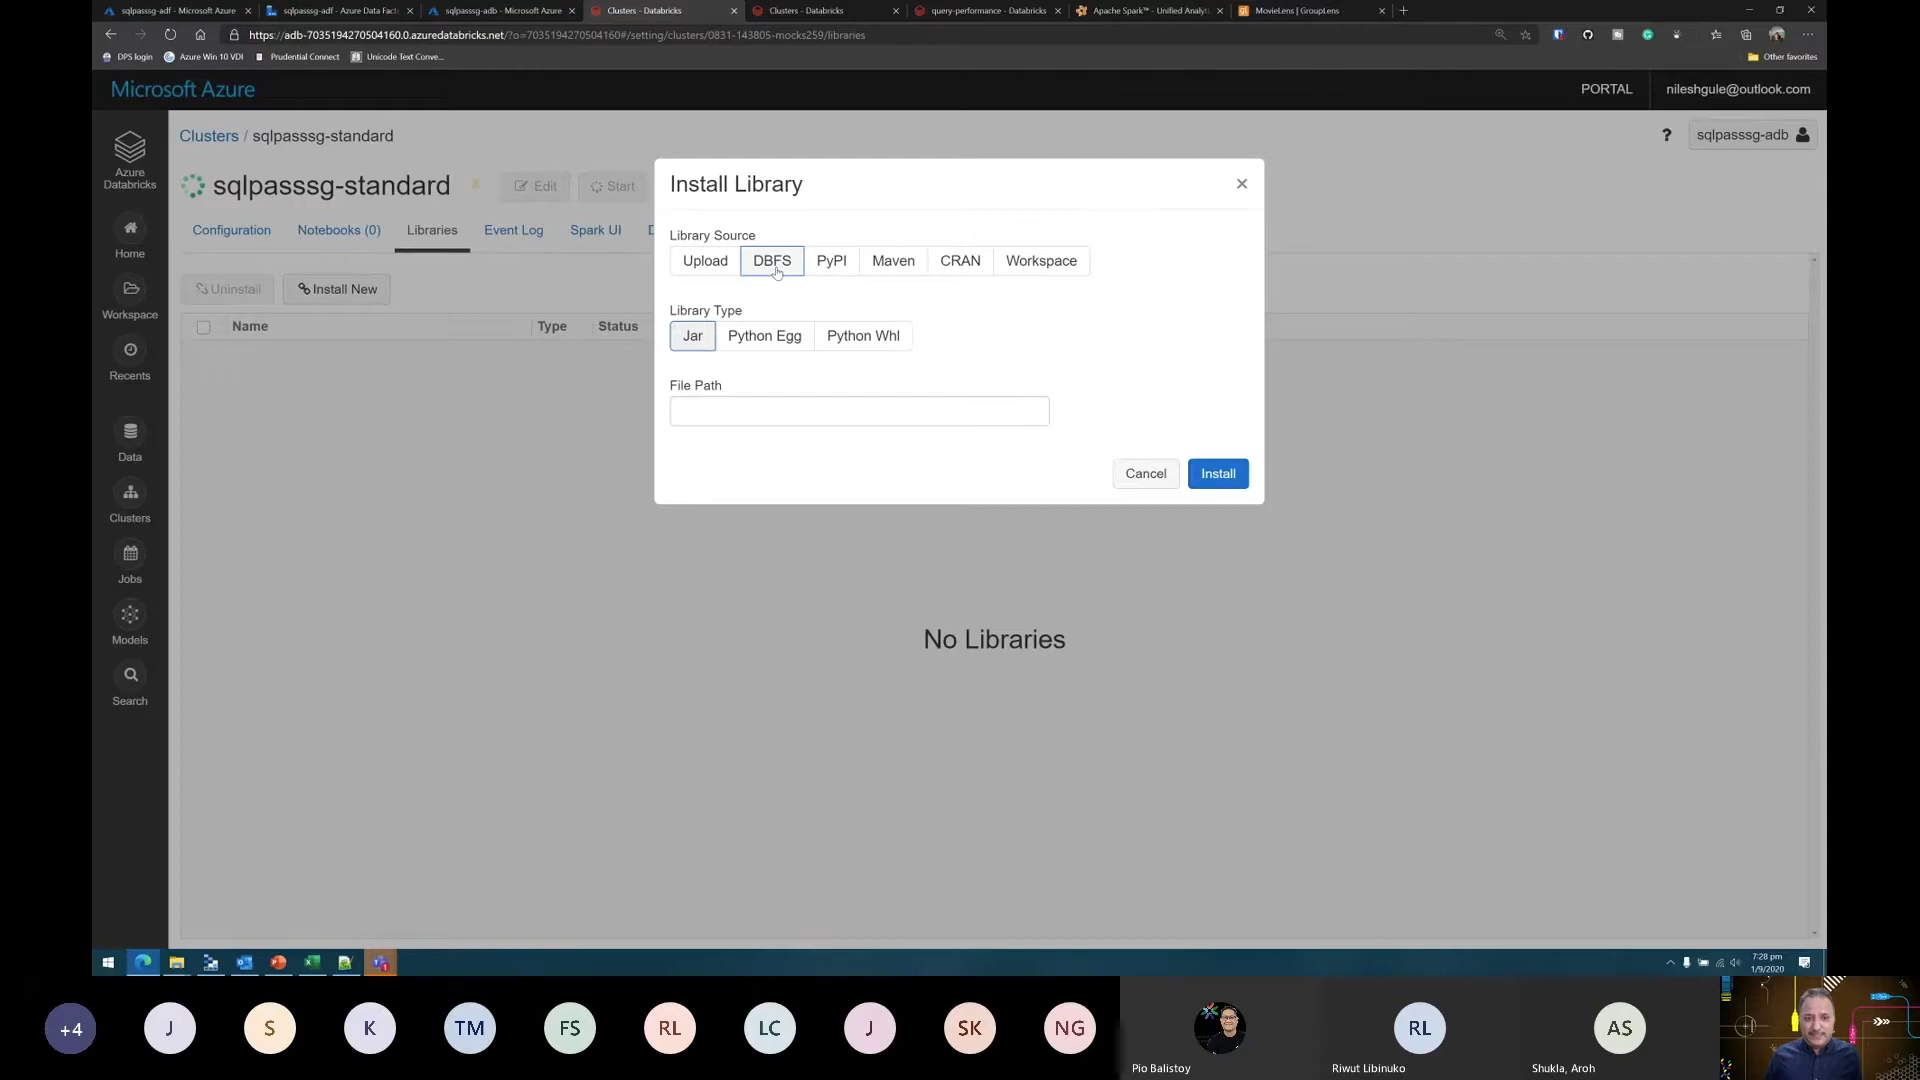 sqlpasssg-adf - Microsoft Azure
sqlpasssg-adf - Azure Data Fact
sqlpasssg-adb - Microsoft Azure
Clusters - Databricks
Clusters - Databricks
query-performance - Databricks
Apache Spark™ - Unified Analyti
MovieLens | GroupLens
https://adb-7035194270504160.0.azuredatabricks.net/?o=7035194270504160#/setting/clusters/0831-143805-mocks259/libraries
DPS login
Azure Win 10 VDI
Prudential Connect
Unicode Text Conve...
Other favorites
Microsoft Azure
PORTAL
nileshgule@outlook.com
Azure Databricks
Home
Workspace
Recents
Data
Clusters
Jobs
Models
Search
Clusters / sqlpasssg-standard
?
sqlpasssg-adb
sqlpasssg-standard
Edit
Start
Configuration
Notebooks (0)
Libraries
Event Log
Spark UI
D
Uninstall
Install New
Name
Type
Status
No Libraries
Install Library
×
Library Source
Upload
DBFS
PyPI
Maven
CRAN
Workspace
Library Type
Jar
Python Egg
Python Whl
File Path
Cancel
Install
7:28 pm
1/9/2020
+4
J
S
K
TM
FS
RL
LC
J
SK
NG
Pio Balistoy
RL
Riwut Libinuko
AS
Shukla, Aroh